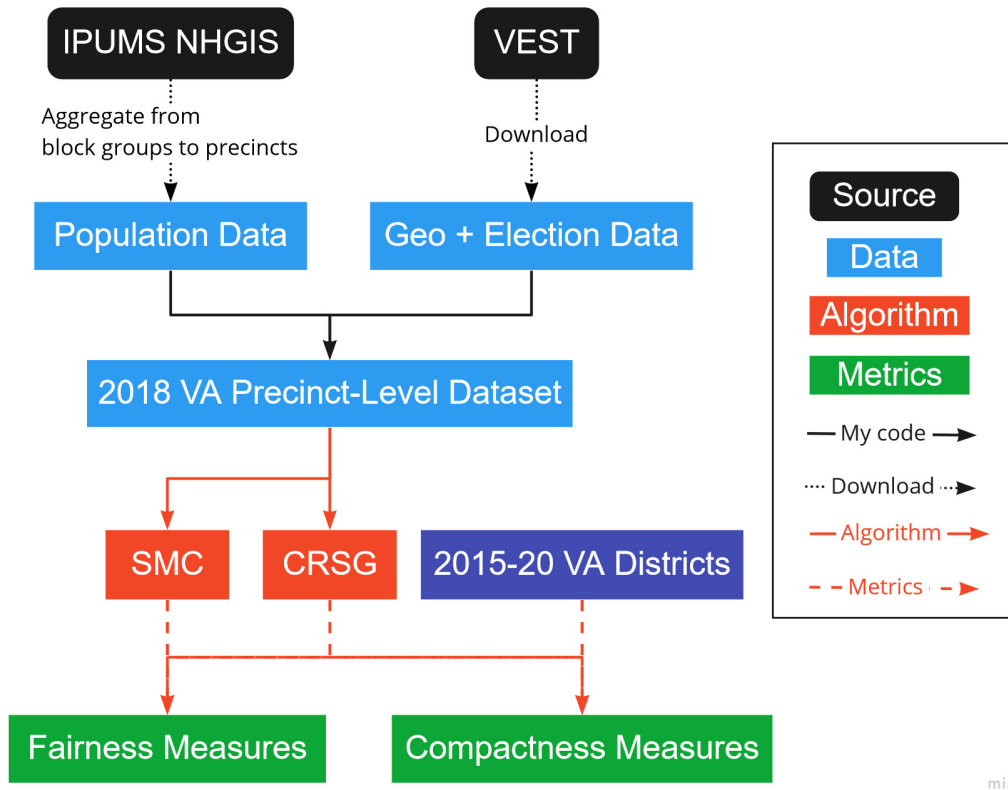 IPUMS NHGIS
VEST
Aggregate from
block groups to precincts
Download
Population Data
Geo + Election Data
2018 VA Precinct-Level Dataset
SMC
CRSG
2015-20 VA Districts
Fairness Measures
Compactness Measures
Source
Data
Algorithm
Metrics
My code
Download
Algorithm
Metrics
mi